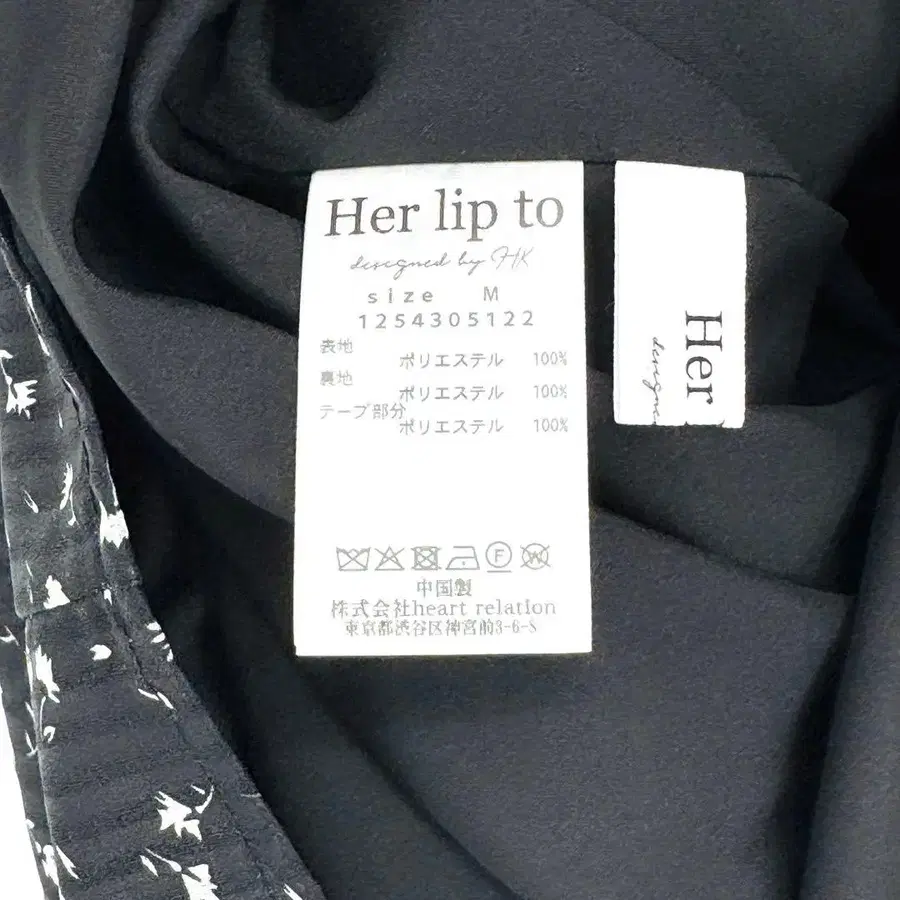 Her lip to
designed by HK
size M
1254305122
表地
ポリエステル 100%
裏地
ポリエステル 100%
テープ部分
ポリエステル 100%
F
W
中国製
株式会社heart relation
東京都渋谷区神宮前3-6-8
Her
designe